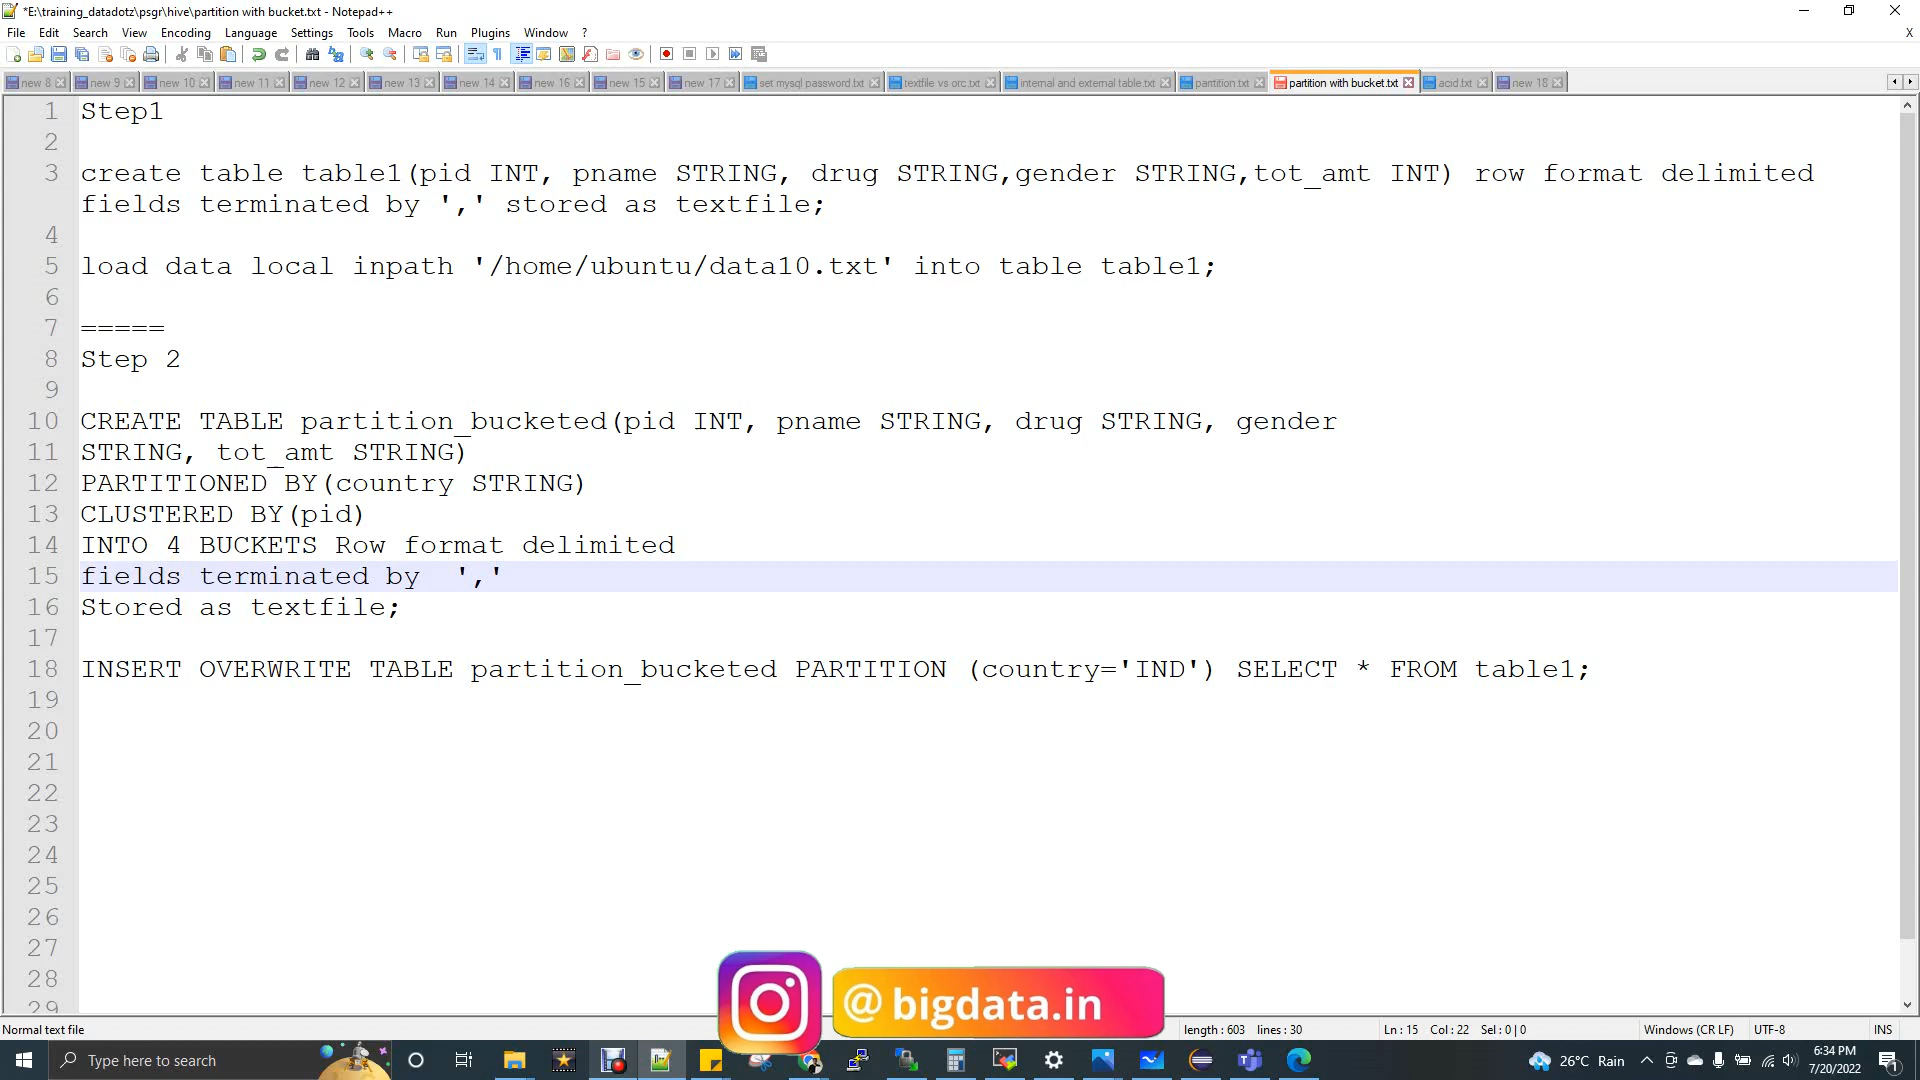 *E:\training_datadotz\psgr\hive\partition with bucket.txt - Notepad++
File Edit Search View Encoding Language Settings Tools Macro Run Plugins Window ? X
new 8 new 9 new 10 new 11 new 12 new 13 new 14 new 16 new 15 new 17 set mysql password.txt textfile vs orc.txt internal and external table.txt partition.txt partition with bucket.txt acid.txt new 18
1 Step1
2
3 create table table1(pid INT, pname STRING, drug STRING,gender STRING,tot_amt INT) row format delimited
fields terminated by ',' stored as textfile;
4
5 load data local inpath '/home/ubuntu/data10.txt' into table table1;
6
7 =====
8 Step 2
9
10 CREATE TABLE partition_bucketed(pid INT, pname STRING, drug STRING, gender
11 STRING, tot_amt STRING)
12 PARTITIONED BY(country STRING)
13 CLUSTERED BY(pid)
14 INTO 4 BUCKETS Row format delimited
15 fields terminated by  ','
16 Stored as textfile;
17
18 INSERT OVERWRITE TABLE partition_bucketed PARTITION (country='IND') SELECT * FROM table1;
19
20
21
22
23
24
25
26
27
28
29
@bigdata.in
Normal text file length : 603 lines : 30 Ln : 15 Col : 22 Sel : 0 | 0 Windows (CR LF) UTF-8 INS
Type here to search 26°C Rain 6:34 PM
7/20/2022 1